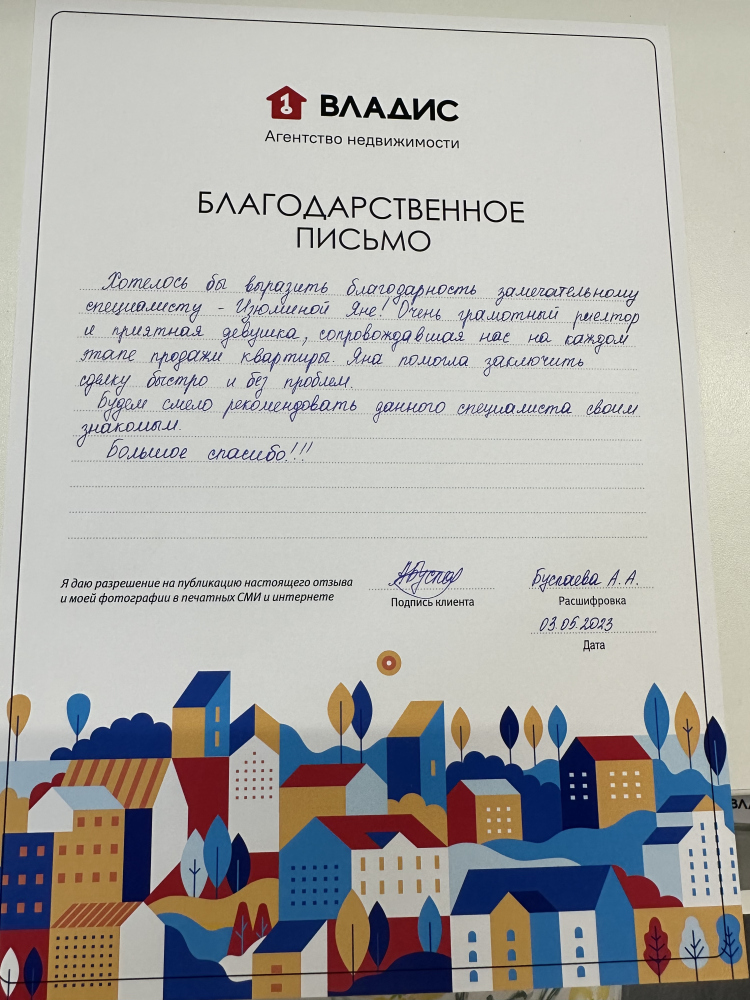 ВЛАДИС
Агентство недвижимости
БЛАГОДАРСТВЕННОЕ
ПИСЬМО
Хотелось бы выразить благодарность замечательному
специалисту - Изюминой Яне! Очень грамотный риелтор
и приятная девушка, сопровождавшая нас на каждом
этапе продажи квартиры. Яна помогла заключить
сделку быстро и без проблем.
Будем смело рекомендовать данного специалиста своим
знакомым.
Большое спасибо!!!
Я даю разрешение на публикацию настоящего отзыва
и моей фотографии в печатных СМИ и интернете
Подпись клиента
Буспаева А.А.
Расшифровка
03.05.2023
Дата